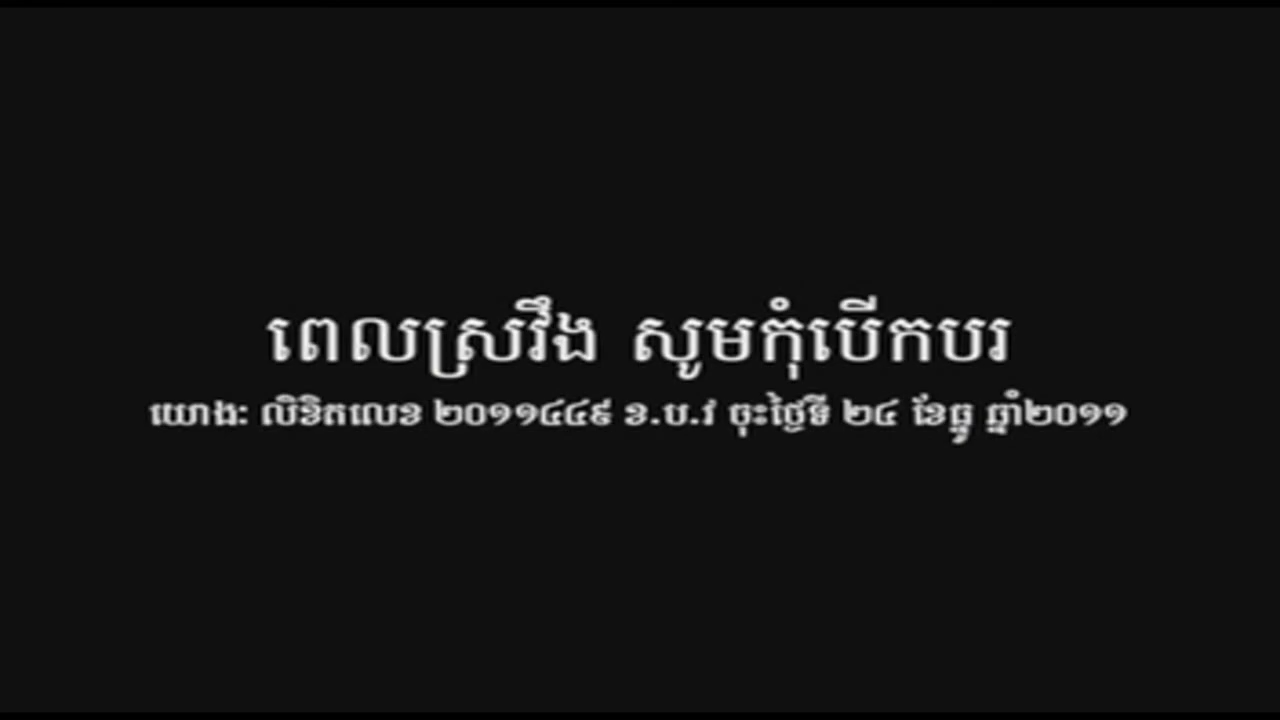 ពេលស្រវឹង សូមកុំបើកបរ
យោង: លិខិតលេខ ២០១១៤៤៩ ខ.ប.វ ចុះថ្ងៃទី ២៤ ខែធ្នូ ឆ្នាំ២០១១